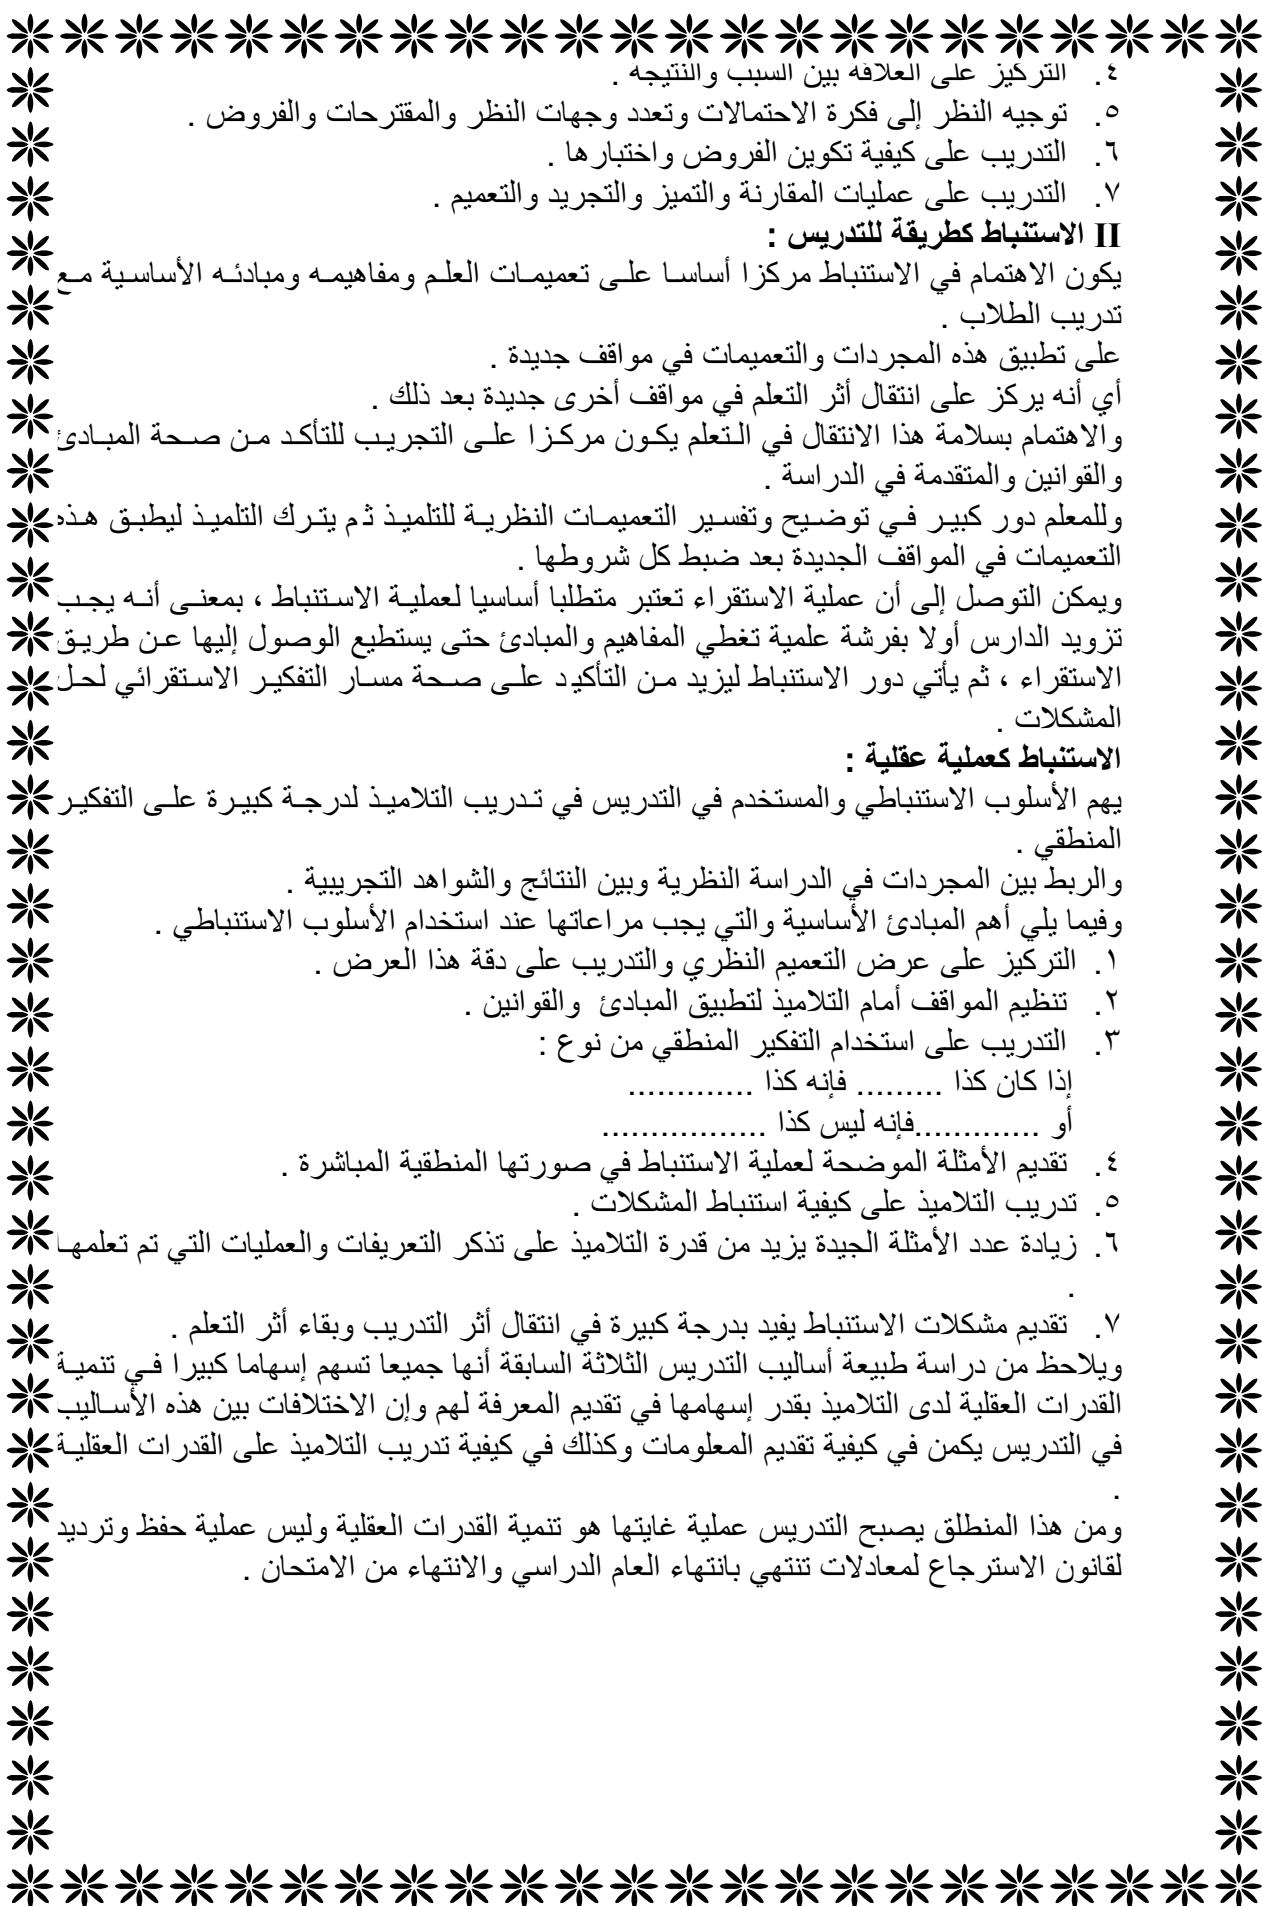 ٤. التركيز على العلاقة بين السبب والنتيجة .
٥. توجيه النظر إلى فكرة الاحتمالات وتعدد وجهات النظر والمقترحات والفروض .
٦. التدريب على كيفية تكوين الفروض واختبارها .
٧. التدريب على عمليات المقارنة والتميز والتجريد والتعميم .
II الاستنباط كطريقة للتدريس :
يكون الاهتمام في الاستنباط مركزا أساسا على تعميمات العلم ومفاهيمه ومبادئه الأساسية مع
تدريب الطلاب .
على تطبيق هذه المجردات والتعميمات في مواقف جديدة .
أي أنه يركز على انتقال أثر التعلم في مواقف أخرى جديدة بعد ذلك .
والاهتمام بسلامة هذا الانتقال في التعلم يكون مركزا على التجريب للتأكد من صحة المبادئ
والقوانين والمتقدمة في الدراسة .
وللمعلم دور كبير في توضيح وتفسير التعميمات النظرية للتلميذ ثم يترك التلميذ ليطبق هذه
التعميمات في المواقف الجديدة بعد ضبط كل شروطها .
ويمكن التوصل إلى أن عملية الاستقراء تعتبر متطلبا أساسيا لعملية الاستنباط ، بمعنى أنه يجب
تزويد الدارس أولا بفرشة علمية تغطي المفاهيم والمبادئ حتى يستطيع الوصول إليها عن طريق
الاستقراء ، ثم يأتي دور الاستنباط ليزيد من التأكيد على صحة مسار التفكير الاستقرائي لحل
المشكلات .
الاستنباط كعملية عقلية :
يهم الأسلوب الاستنباطي والمستخدم في التدريس في تدريب التلاميذ لدرجة كبيرة على التفكير
المنطقي .
والربط بين المجردات في الدراسة النظرية وبين النتائج والشواهد التجريبية .
وفيما يلي أهم المبادئ الأساسية والتي يجب مراعاتها عند استخدام الأسلوب الاستنباطي .
١. التركيز على عرض التعميم النظري والتدريب على دقة هذا العرض .
٢. تنظيم المواقف أمام التلاميذ لتطبيق المبادئ والقوانين .
٣. التدريب على استخدام التفكير المنطقي من نوع :
إذا كان كذا ......... فإنه كذا .............
أو .............فإنه ليس كذا .................
٤. تقديم الأمثلة الموضحة لعملية الاستنباط في صورتها المنطقية المباشرة .
٥. تدريب التلاميذ على كيفية استنباط المشكلات .
٦. زيادة عدد الأمثلة الجيدة يزيد من قدرة التلاميذ على تذكر التعريفات والعمليات التي تم تعلمها
.
٧. تقديم مشكلات الاستنباط يفيد بدرجة كبيرة في انتقال أثر التدريب وبقاء أثر التعلم .
ويلاحظ من دراسة طبيعة أساليب التدريس الثلاثة السابقة أنها جميعا تسهم إسهاما كبيرا في تنمية
القدرات العقلية لدى التلاميذ بقدر إسهامها في تقديم المعرفة لهم وإن الاختلافات بين هذه الأساليب
في التدريس يكمن في كيفية تقديم المعلومات وكذلك في كيفية تدريب التلاميذ على القدرات العقلية
.
ومن هذا المنطلق يصبح التدريس عملية غايتها هو تنمية القدرات العقلية وليس عملية حفظ وترديد
لقانون الاسترجاع لمعادلات تنتهي بانتهاء العام الدراسي والانتهاء من الامتحان .